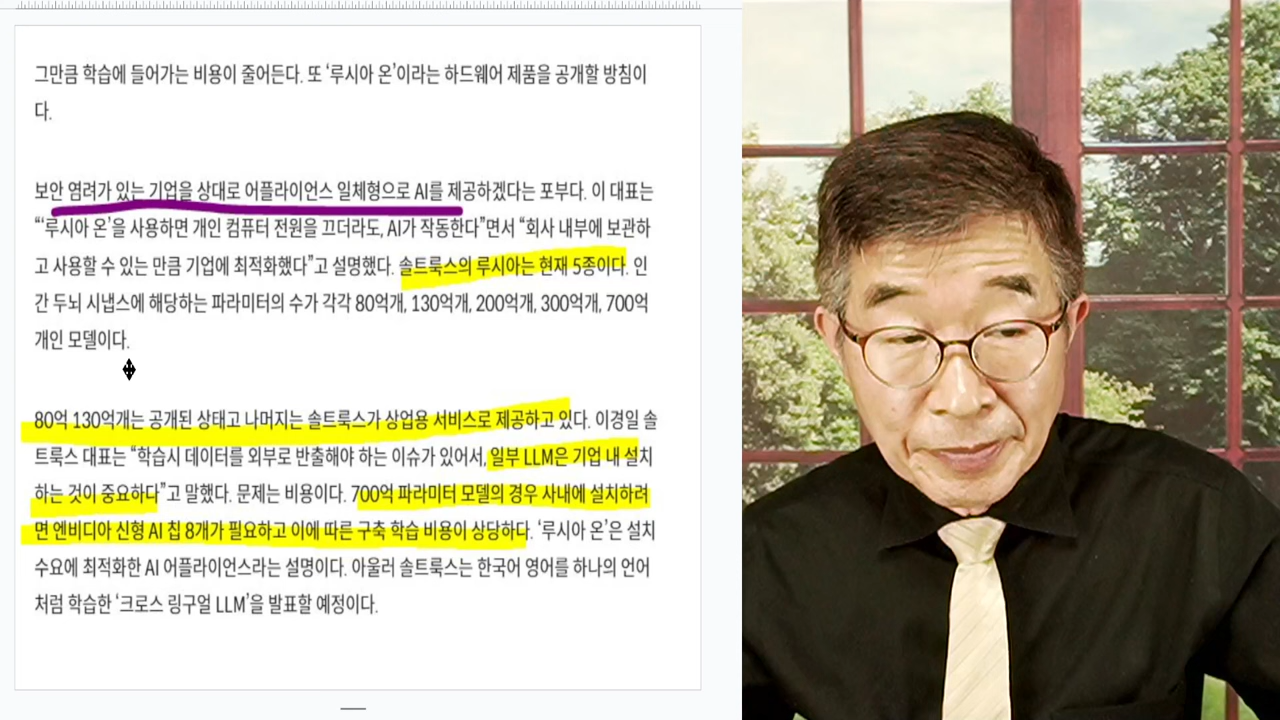 그만큼 학습에 들어가는 비용이 줄어든다. 또 ‘루시아 온’이라는 하드웨어 제품을 공개할 방침이
다.
보안 염려가 있는 기업을 상대로 어플라이언스 일체형으로 AI를 제공하겠다는 포부다. 이 대표는
“‘루시아 온’을 사용하면 개인 컴퓨터 전원을 끄더라도, AI가 작동한다”면서 “회사 내부에 보관하
고 사용할 수 있는 만큼 기업에 최적화했다”고 설명했다. 솔트룩스의 루시아는 현재 5종이다. 인
간 두뇌 시냅스에 해당하는 파라미터의 수가 각각 80억개, 130억개, 200억개, 300억개, 700억
개인 모델이다.
80억 130억개는 공개된 상태고 나머지는 솔트룩스가 상업용 서비스로 제공하고 있다. 이경일 솔
트룩스 대표는 “학습시 데이터를 외부로 반출해야 하는 이슈가 있어서, 일부 LLM은 기업 내 설치
하는 것이 중요하다”고 말했다. 문제는 비용이다. 700억 파라미터 모델의 경우 사내에 설치하려
면 엔비디아 신형 AI 칩 8개가 필요하고 이에 따른 구축 학습 비용이 상당하다. ‘루시아 온’은 설치
수요에 최적화한 AI 어플라이언스라는 설명이다. 아울러 솔트룩스는 한국어 영어를 하나의 언어
처럼 학습한 ‘크로스 링구얼 LLM’을 발표할 예정이다.